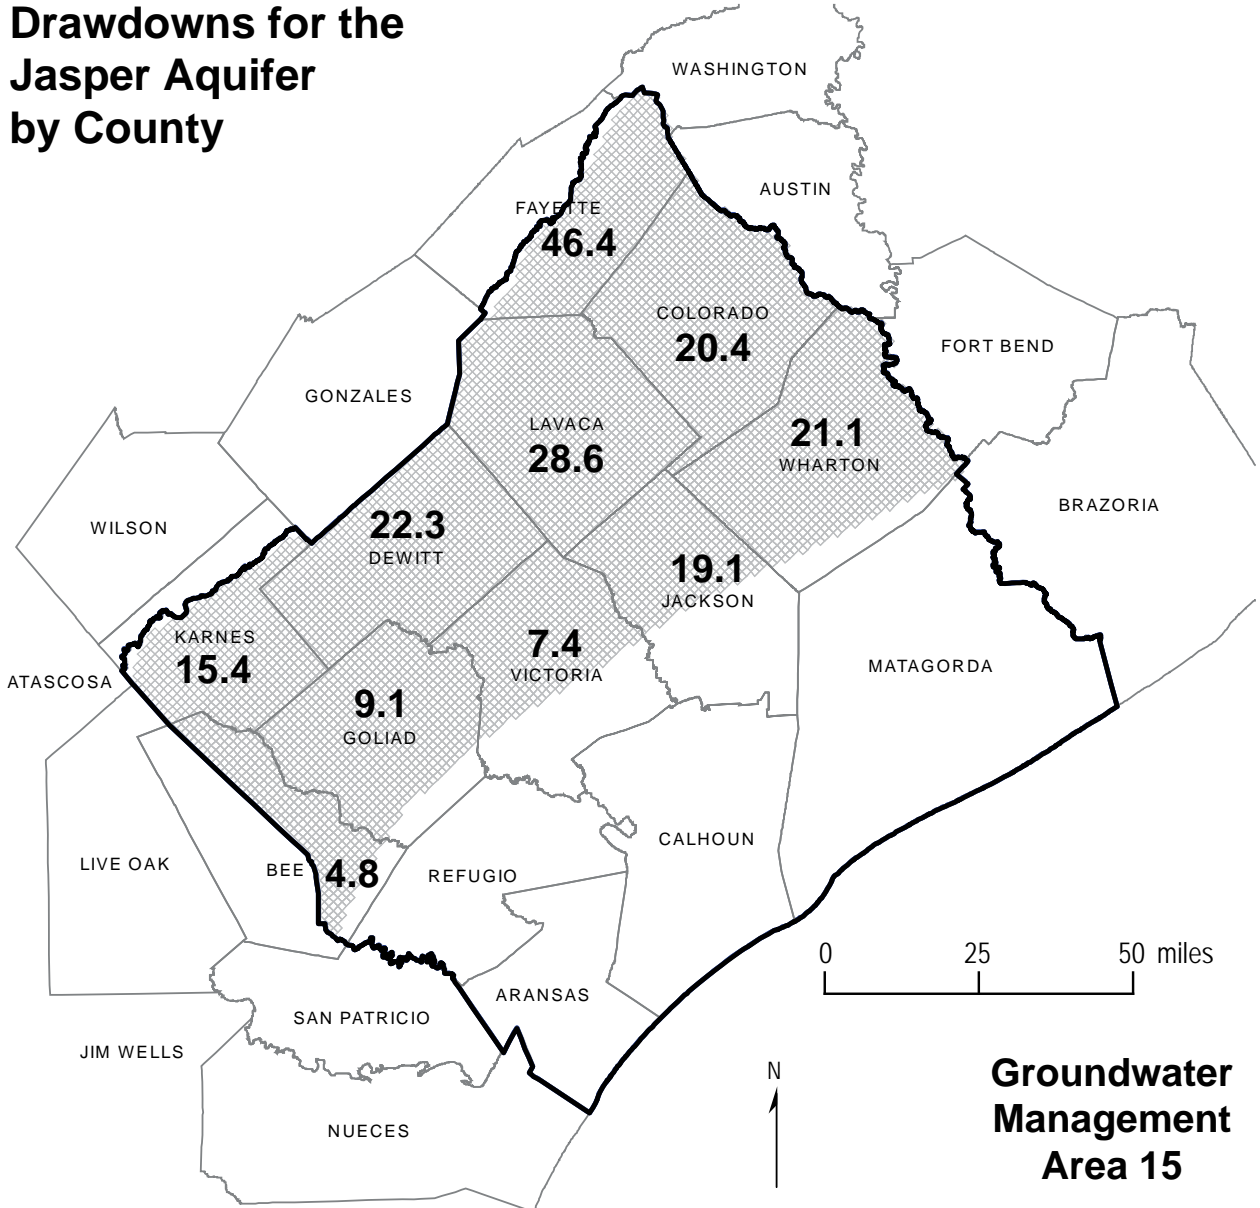 Drawdowns for the
Jasper Aquifer
by County
WASHINGTON
AUSTIN
FAYETTE
46.4
COLORADO
20.4
FORT BEND
GONZALES
LAVACA
28.6
21.1
WHARTON
BRAZORIA
WILSON
22.3
DEWITT
19.1
JACKSON
KARNES
15.4
7.4
VICTORIA
MATAGORDA
ATASCOSA
9.1
GOLIAD
CALHOUN
LIVE OAK
BEE
4.8
REFUGIO
0 25 50 miles
ARANSAS
SAN PATRICIO
JIM WELLS
N
NUECES
Groundwater
Management
Area 15